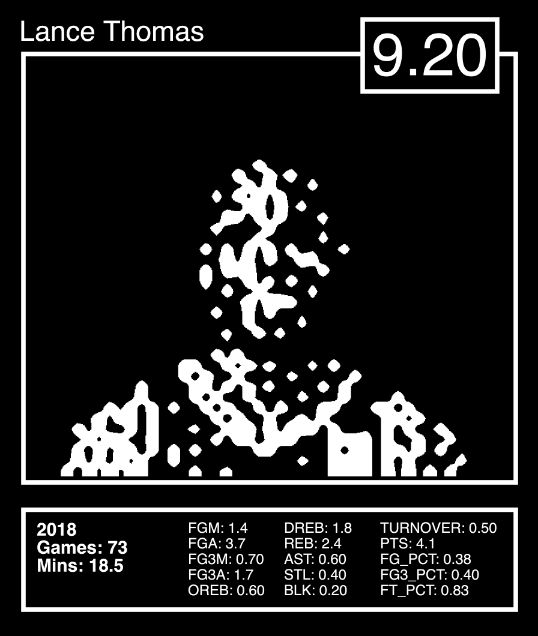 Lance Thomas
9.20
2018
Games: 73
Mins: 18.5
FGM: 1.4
FGA: 3.7
FG3M: 0.70
FG3A: 1.7
OREB: 0.60
DREB: 1.8
REB: 2.4
AST: 0.60
STL: 0.40
BLK: 0.20
TURNOVER: 0.50
PTS: 4.1
FG_PCT: 0.38
FG3_PCT: 0.40
FT_PCT: 0.83